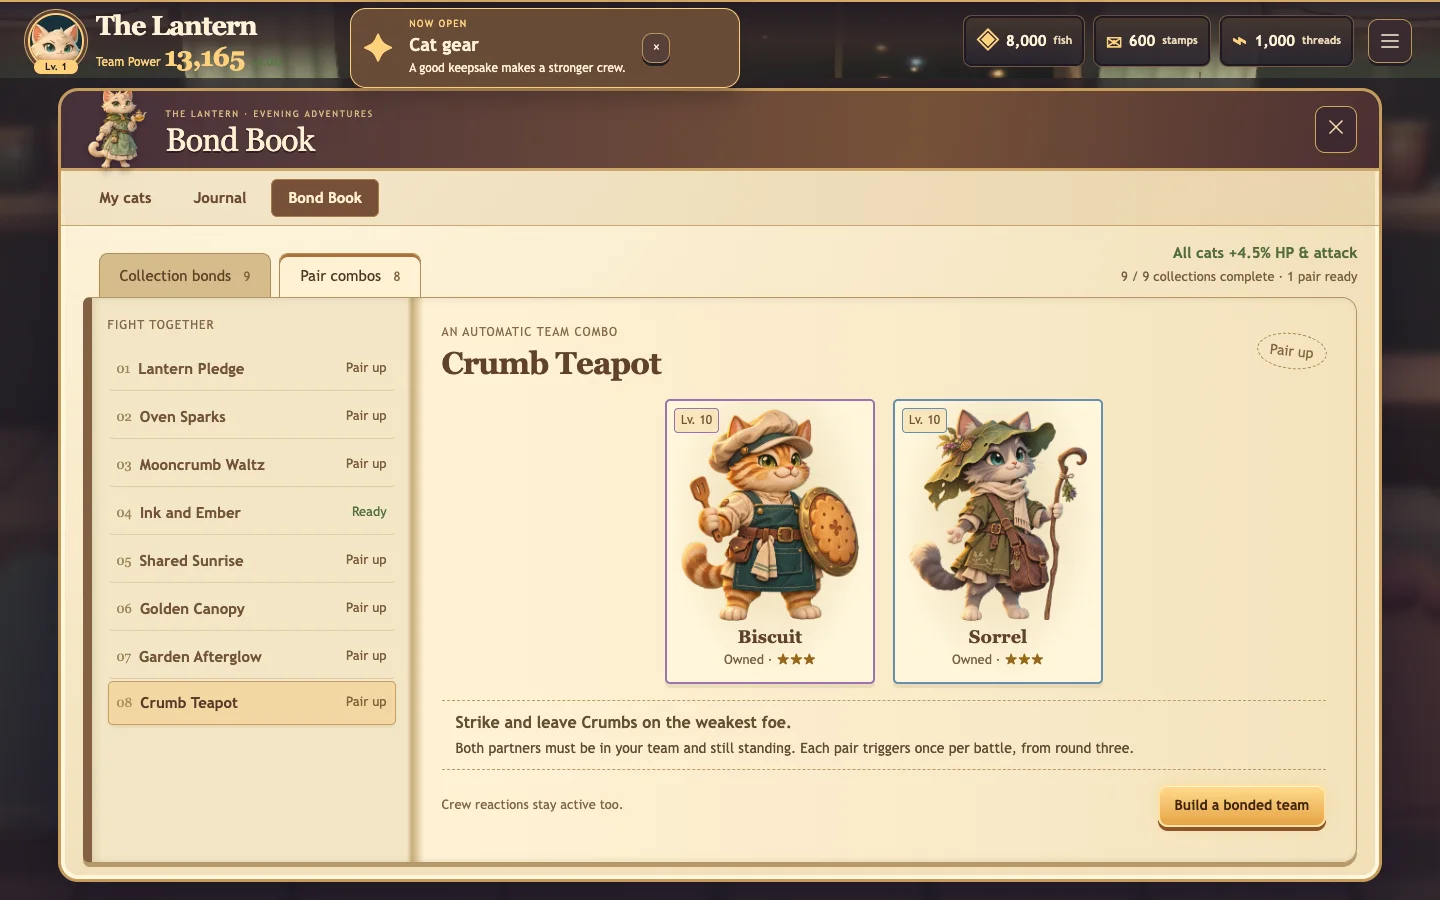 The Lantern
Team Power 13,165
Lv. 1
NOW OPEN
Cat gear
A good keepsake makes a stronger crew.
×
8,000 fish
600 stamps
1,000 threads
THE LANTERN · EVENING ADVENTURES
Bond Book
My cats
Journal
Bond Book
Collection bonds 9
Pair combos 8
All cats +4.5% HP & attack
9 / 9 collections complete · 1 pair ready
FIGHT TOGETHER
01 Lantern Pledge Pair up
02 Oven Sparks Pair up
03 Mooncrumb Waltz Pair up
04 Ink and Ember Ready
05 Shared Sunrise Pair up
06 Golden Canopy Pair up
07 Garden Afterglow Pair up
08 Crumb Teapot Pair up
AN AUTOMATIC TEAM COMBO
Crumb Teapot
Pair up
Lv. 10
Biscuit
Owned · ★★★
Lv. 10
Sorrel
Owned · ★★★
Strike and leave Crumbs on the weakest foe.
Both partners must be in your team and still standing. Each pair triggers once per battle, from round three.
Crew reactions stay active too.
Build a bonded team